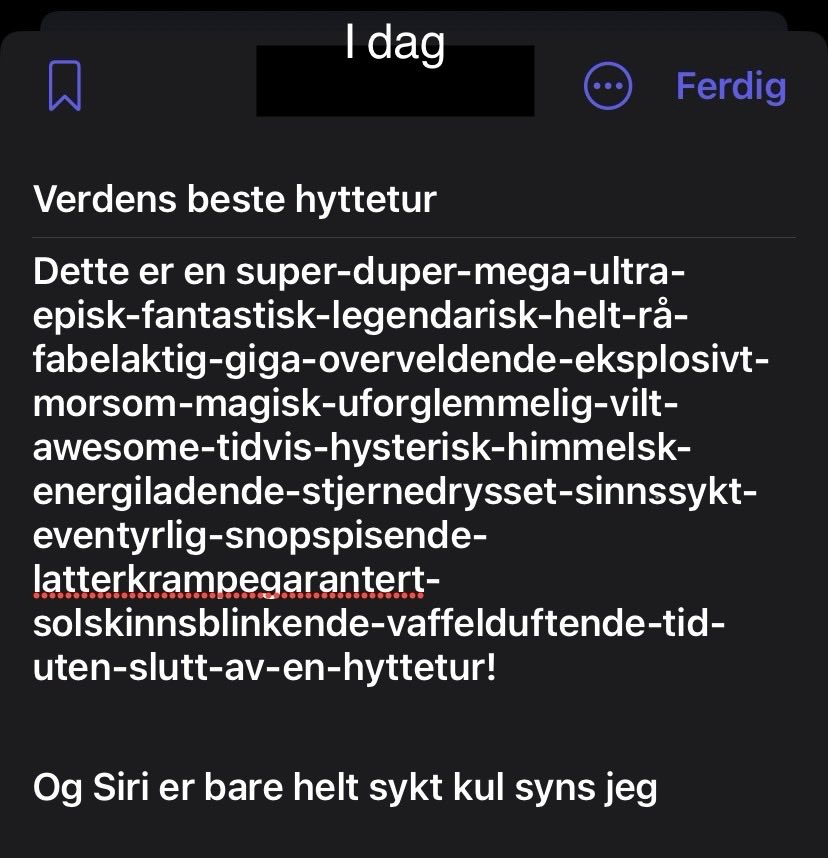 I dag
Ferdig
Verdens beste hyttetur
Dette er en super-duper-mega-ultra-
episk-fantastisk-legendarisk-helt-rå-
fabelaktig-giga-overveldende-eksplosivt-
morsom-magisk-uforglemmelig-vilt-
awesome-tidvis-hysterisk-himmelsk-
energiladende-stjernedrysset-sinnssykt-
eventyrlig-snopspisende-
latterkrampegarantert-
solskinnsblinkende-vaffelduftende-tid-
uten-slutt-av-en-hyttetur!
Og Siri er bare helt sykt kul syns jeg